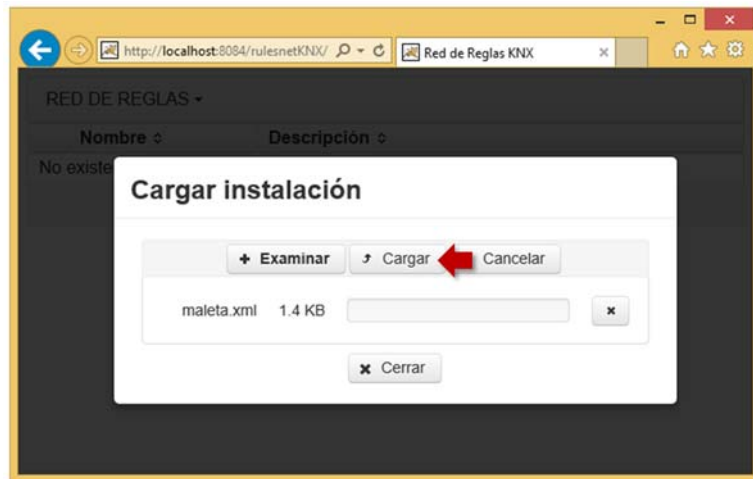 http://localhost:8084/rulesnetKNX/
Red de Reglas KNX
RED DE REGLAS
Nombre
Descripción
No existe
Cargar instalación
Examinar
Cargar
Cancelar
maleta.xml 1.4 KB
Cerrar